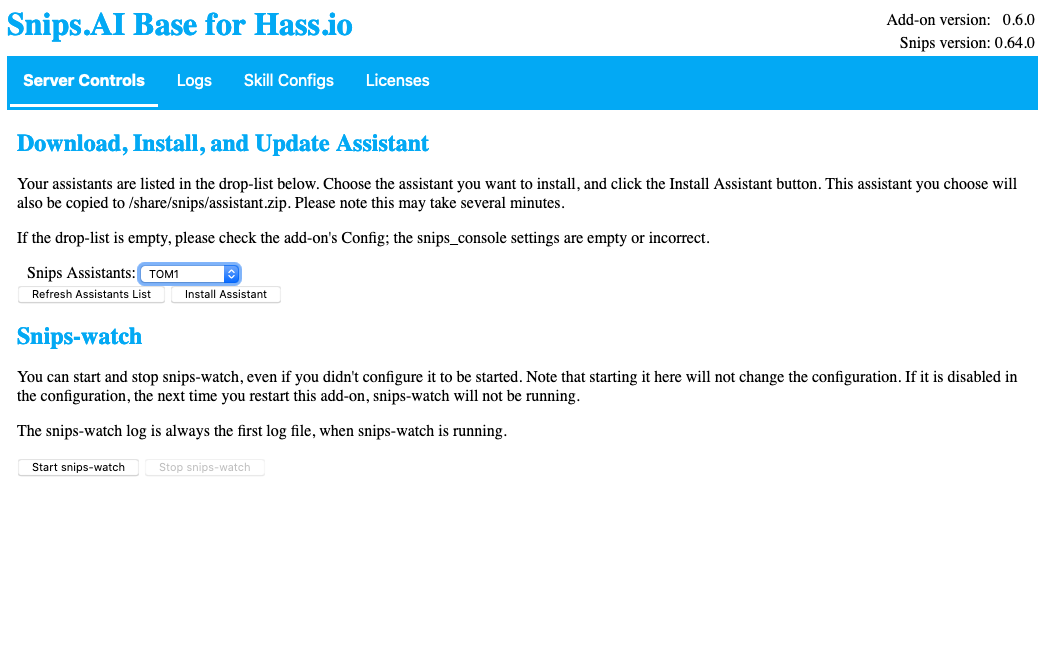 Snips.AI Base for Hass.io
Add-on version: 0.6.0
Snips version: 0.64.0
Server Controls Logs Skill Configs Licenses
Download, Install, and Update Assistant
Your assistants are listed in the drop-list below. Choose the assistant you want to install, and click the Install Assistant button. This assistant you choose will
also be copied to /share/snips/assistant.zip. Please note this may take several minutes.
If the drop-list is empty, please check the add-on's Config; the snips_console settings are empty or incorrect.
Snips Assistants: TOM1
Refresh Assistants List Install Assistant
Snips-watch
You can start and stop snips-watch, even if you didn't configure it to be started. Note that starting it here will not change the configuration. If it is disabled in
the configuration, the next time you restart this add-on, snips-watch will not be running.
The snips-watch log is always the first log file, when snips-watch is running.
Start snips-watch Stop snips-watch